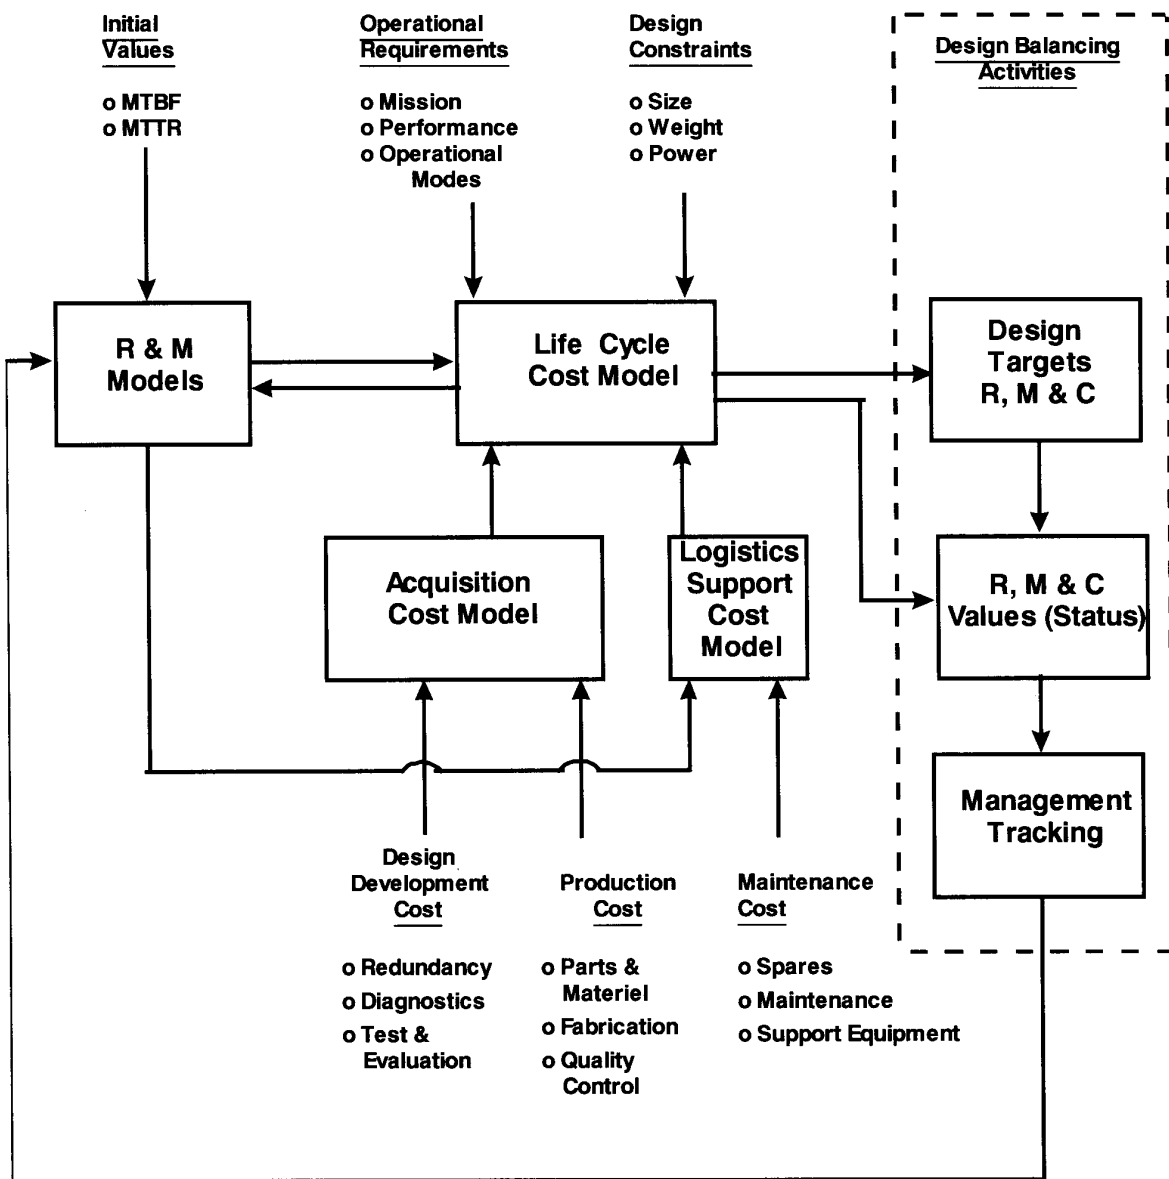 Initial
Values
o MTBF
o MTTR
Operational
Requirements
o Mission
o Performance
o Operational
Modes
Design
Constraints
o Size
o Weight
o Power
Design Balancing
Activities
R & M
Models
Life Cycle
Cost Model
Design
Targets
R, M & C
Acquisition
Cost Model
Logistics
Support
Cost
Model
R, M & C
Values (Status)
Management
Tracking
Design
Development
Cost
o Redundancy
o Diagnostics
o Test &
Evaluation
Production
Cost
o Parts &
Materiel
o Fabrication
o Quality
Control
Maintenance
Cost
o Spares
o Maintenance
o Support Equipment